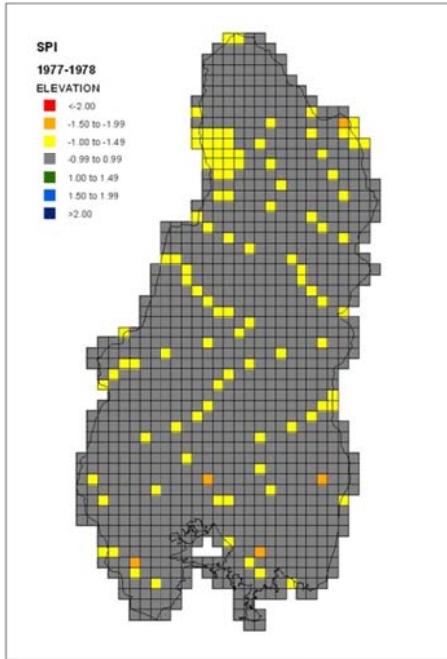 SPI
1977-1978
ELEVATION
<-2.00
-1.50 to -1.99
-1.00 to -1.49
-0.99 to 0.99
1.00 to 1.49
1.50 to 1.99
>2.00